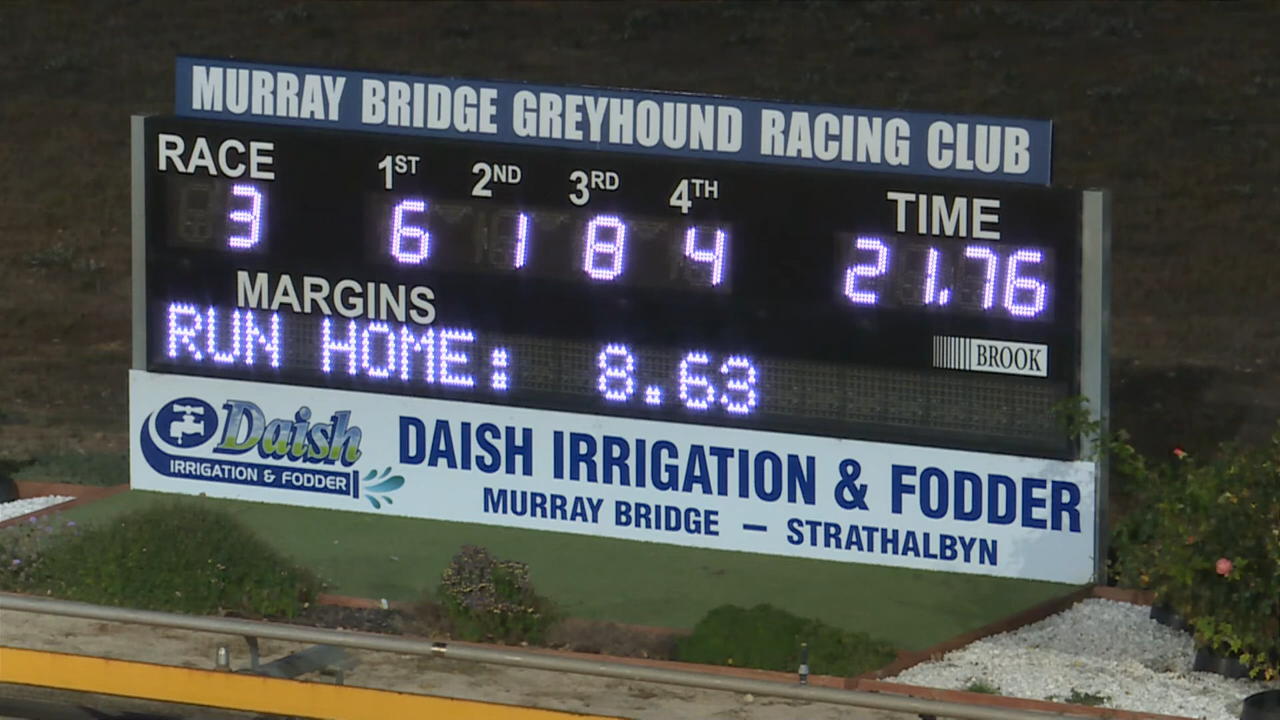 MURRAY BRIDGE GREYHOUND RACING CLUB
RACE 1ST 2ND 3RD 4TH TIME
3 6 1 8 4 21.76
MARGINS
RUN HOME: 8.63
BROOK
Daish
IRRIGATION & FODDER
DAISH IRRIGATION & FODDER
MURRAY BRIDGE — STRATHALBYN